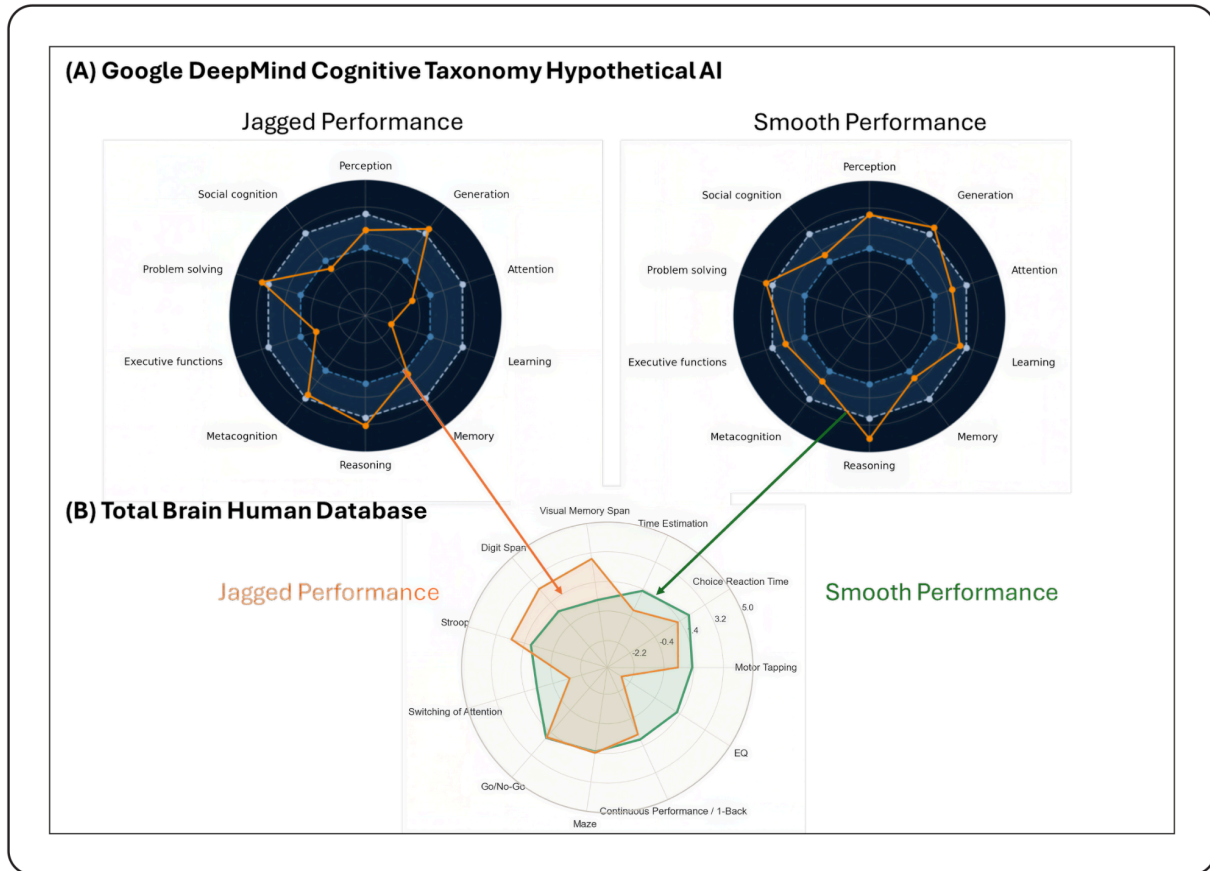 (A) Google DeepMind Cognitive Taxonomy Hypothetical AI
Jagged Performance
Smooth Performance
Perception
Social cognition
Generation
Problem solving
Attention
Executive functions
Learning
Metacognition
Memory
Reasoning
Perception
Social cognition
Generation
Problem solving
Attention
Executive functions
Learning
Metacognition
Memory
Reasoning
(B) Total Brain Human Database
Visual Memory Span
Time Estimation
Digit Span
Choice Reaction Time
Jagged Performance
Smooth Performance
5.0
3.2
1.4
-0.4
-2.2
Stroop
Motor Tapping
Switching of Attention
EQ
Go/No-Go
Continuous Performance / 1-Back
Maze